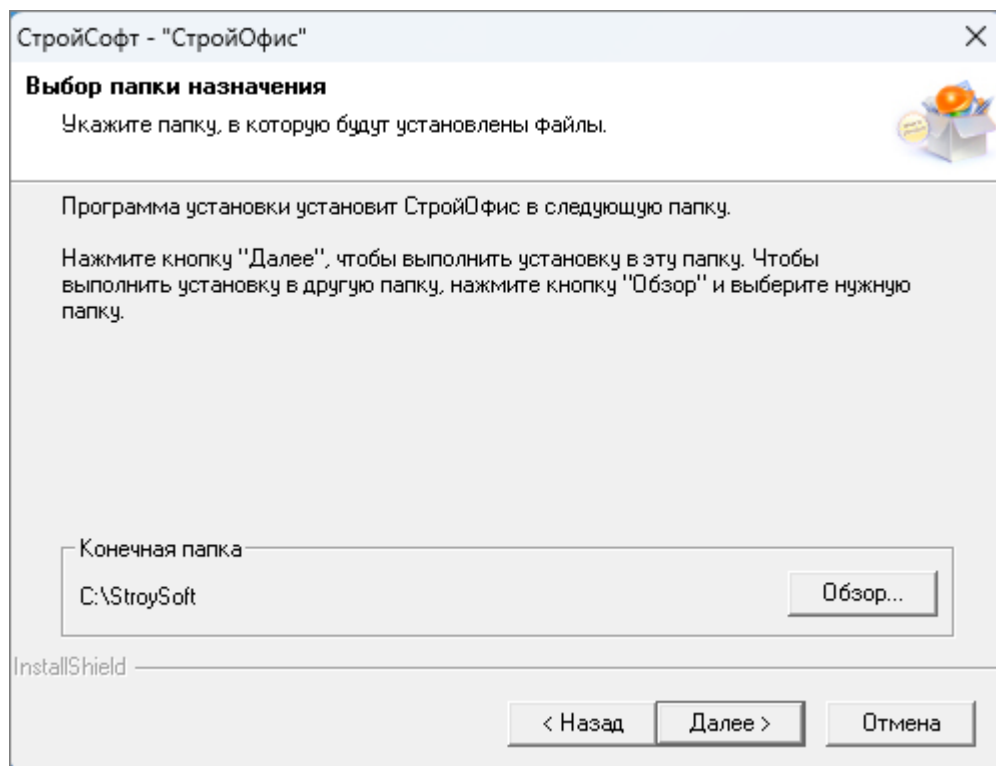 СтройСофт - "СтройОфис"
Выбор папки назначения
Укажите папку, в которую будут установлены файлы.
Программа установки установит СтройОфис в следующую папку.
Нажмите кнопку "Далее", чтобы выполнить установку в эту папку. Чтобы
выполнить установку в другую папку, нажмите кнопку "Обзор" и выберите нужную
папку.
Конечная папка
C:\StroySoft
Обзор...
InstallShield
< Назад
Далее >
Отмена